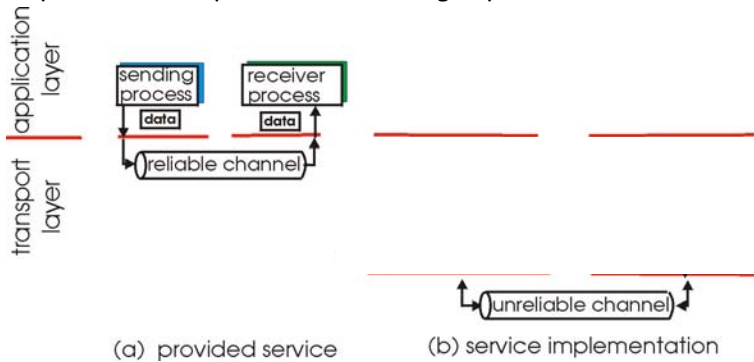 application
layer
sending
process
receiver
process
data
data
reliable channel
transport
layer
unreliable channel
(a) provided service
(b) service implementation